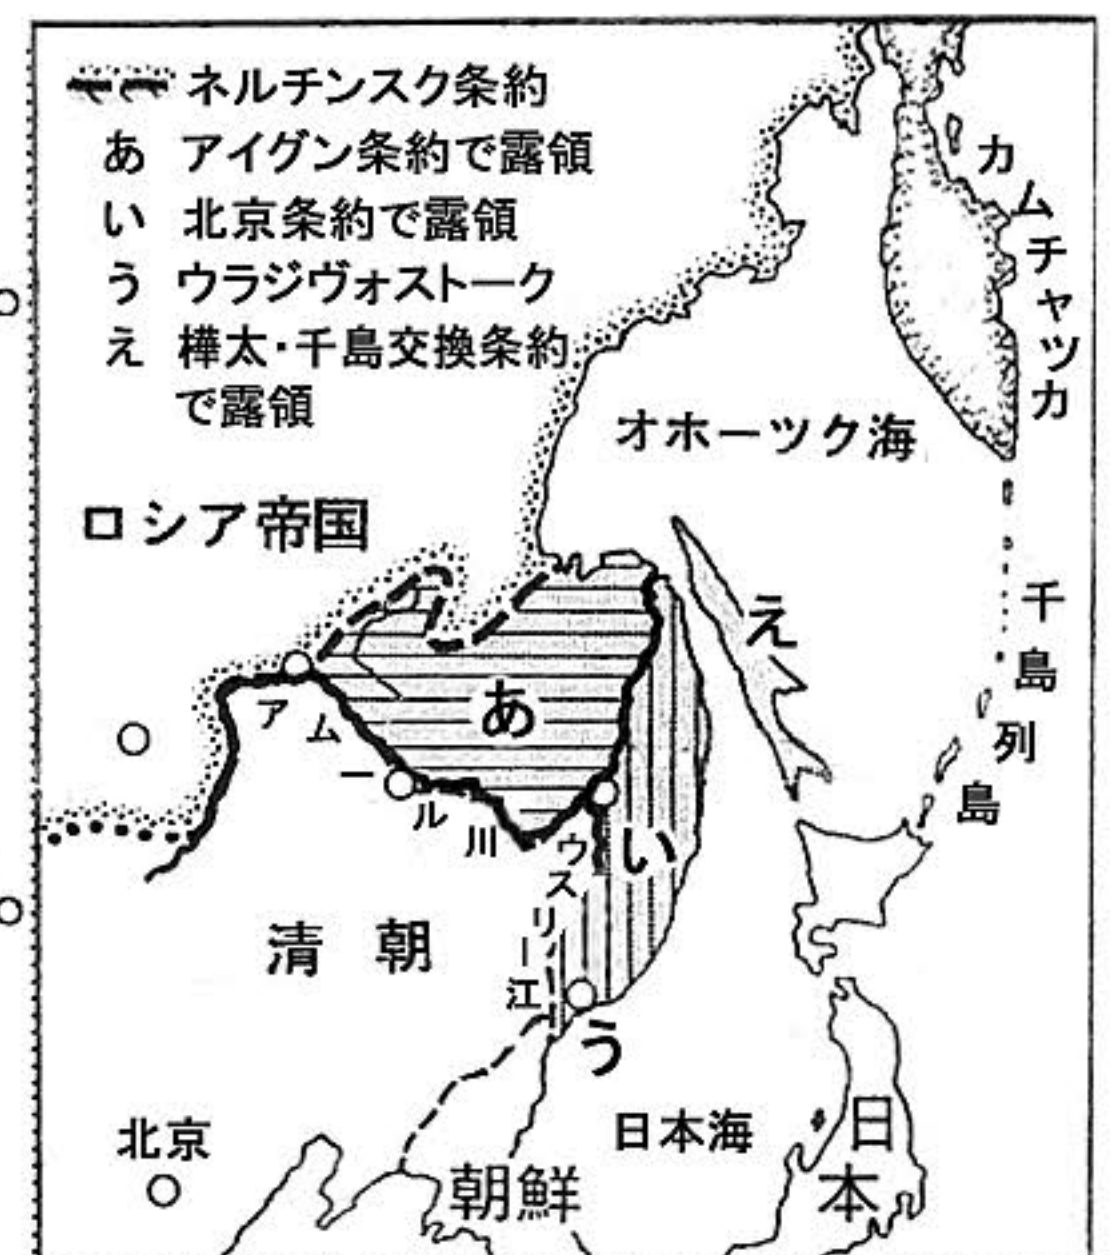 ネルチンスク条約
あ アイグン条約で露領
い 北京条約で露領
う ウラジヴォストーク
え 樺太・千島交換条約
で露領
カムチャツカ
オホーツク海
ロシア帝国
千島列島
え
あ
アムール川
い
ウスリー江
清朝
う
北京
日本海
日本
朝鮮